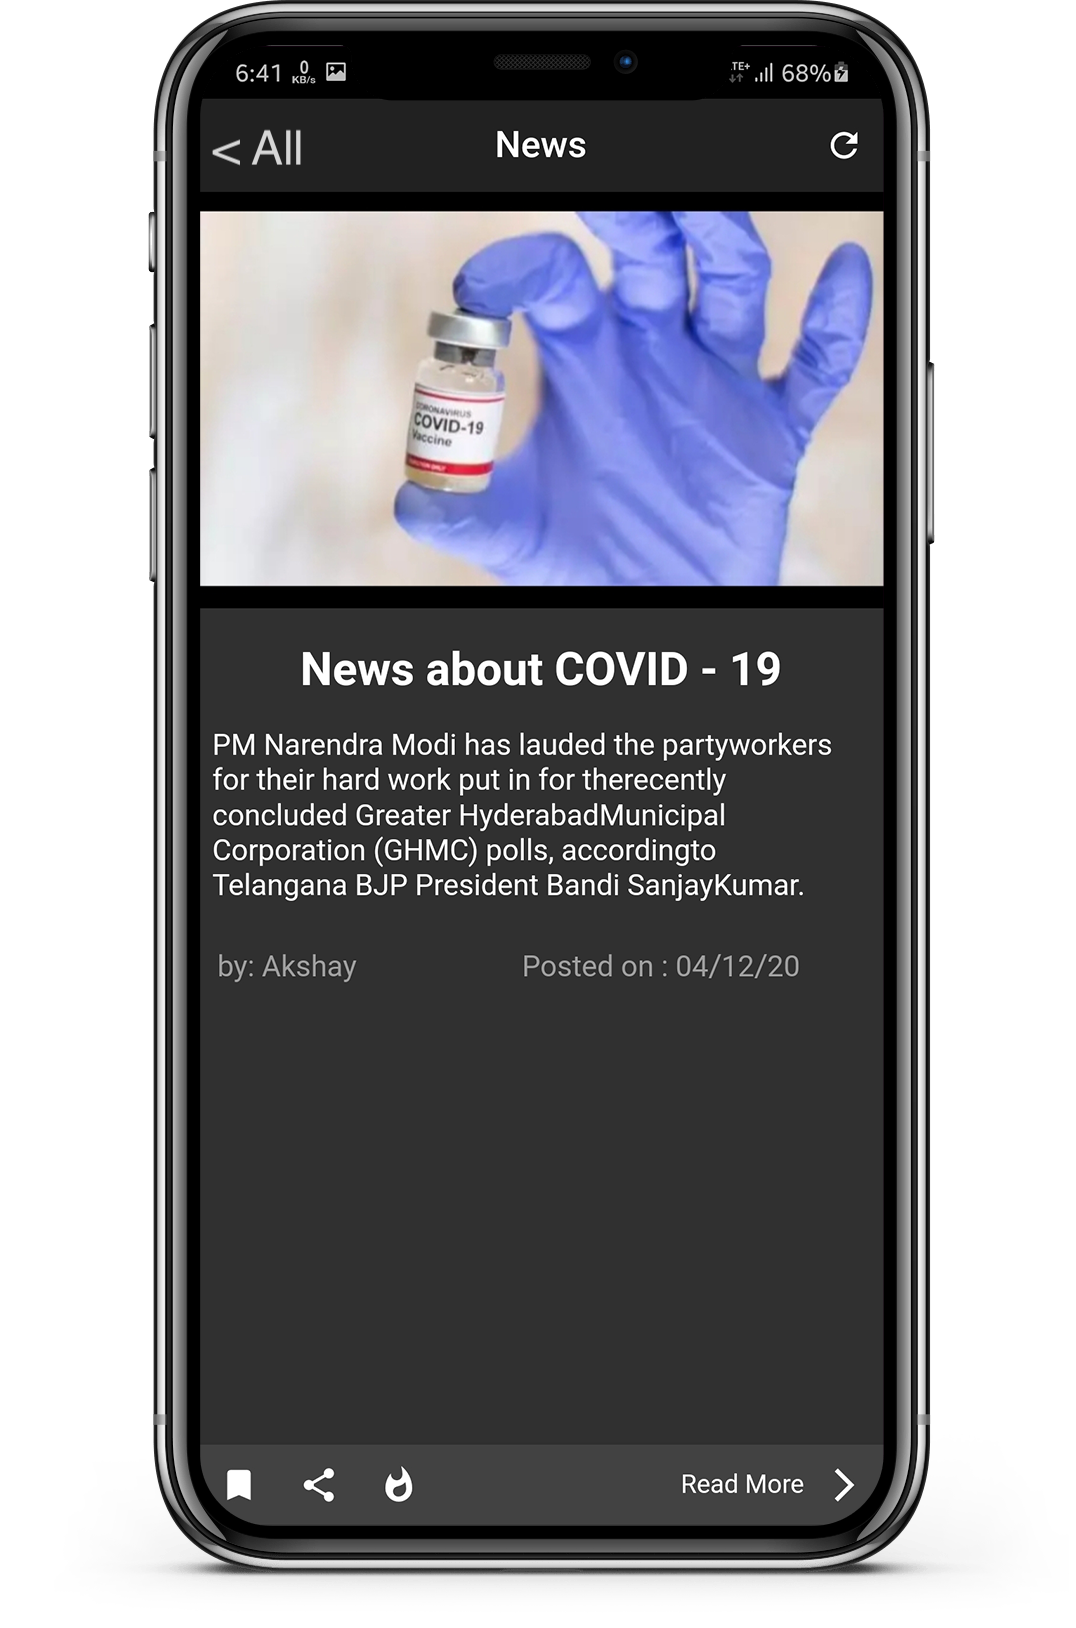 6:41 0 KB/s TE+ 68%
< All News
CORONAVIRUS
COVID-19
Vaccine
News about COVID - 19
PM Narendra Modi has lauded the partyworkers
for their hard work put in for therecently
concluded Greater HyderabadMunicipal
Corporation (GHMC) polls, accordingto
Telangana BJP President Bandi SanjayKumar.
by: Akshay Posted on : 04/12/20
Read More